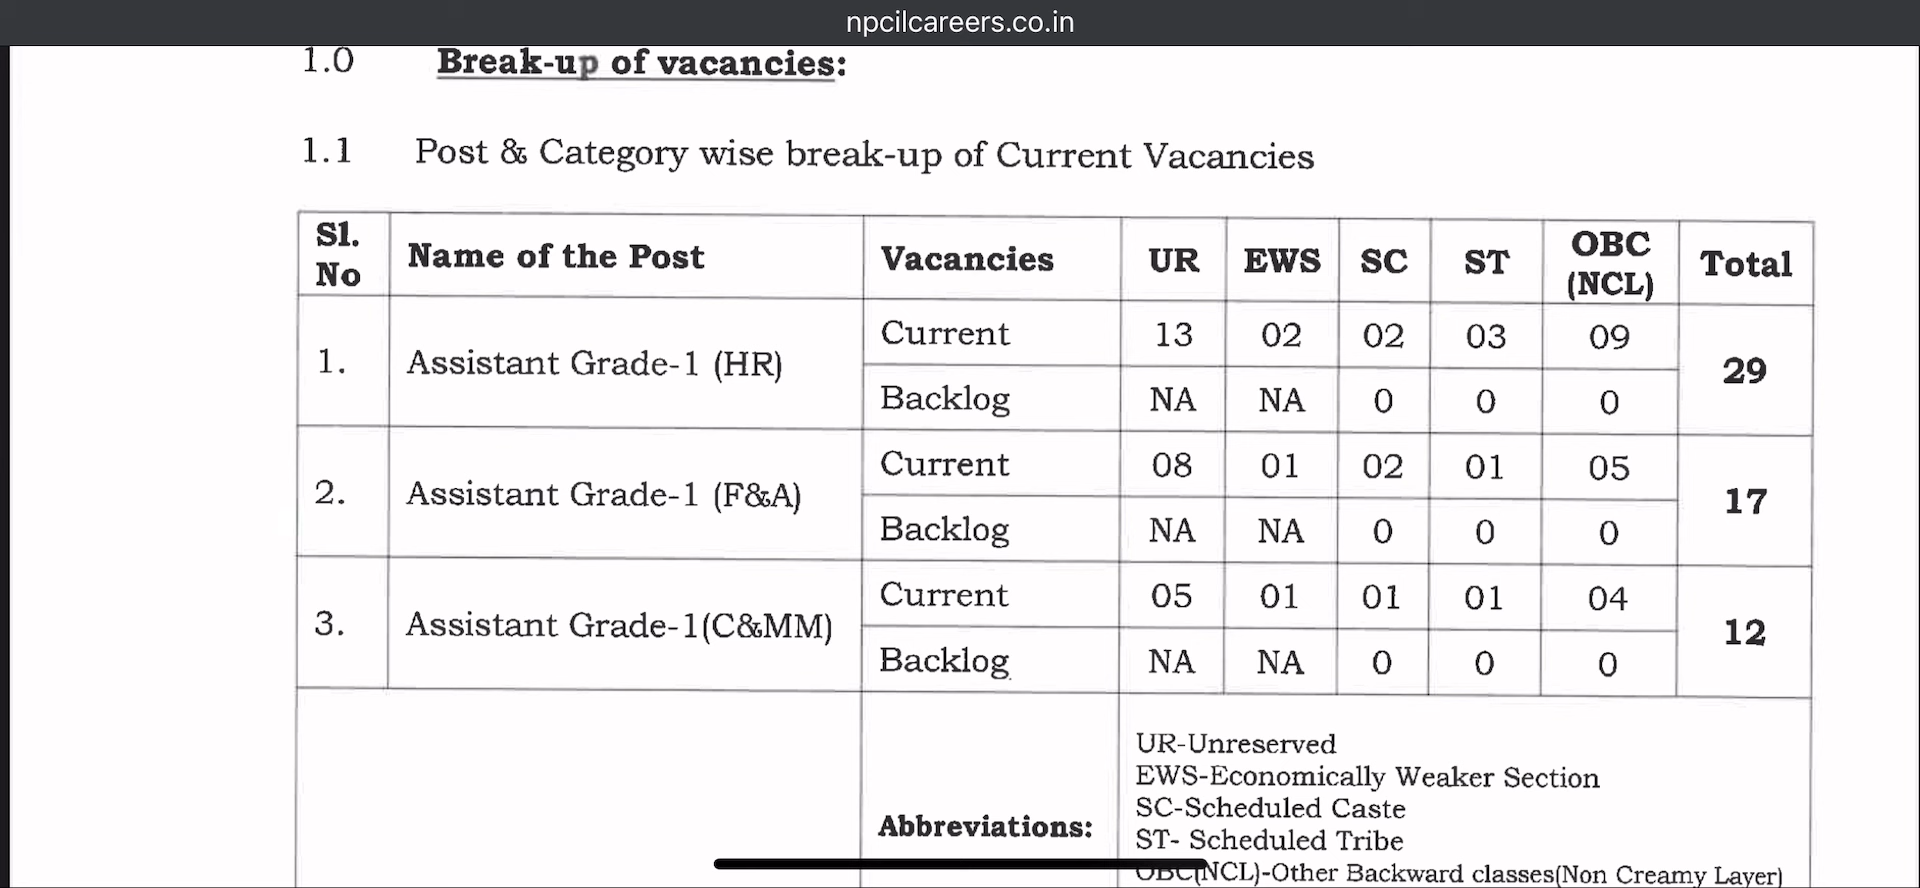 npcilcareers.co.in
1.0 Break-up of vacancies:
1.1 Post & Category wise break-up of Current Vacancies
Sl. No Name of the Post Vacancies UR EWS SC ST OBC (NCL) Total
1. Assistant Grade-1 (HR) Current 13 02 02 03 09 29
Backlog NA NA 0 0 0
2. Assistant Grade-1 (F&A) Current 08 01 02 01 05 17
Backlog NA NA 0 0 0
3. Assistant Grade-1(C&MM) Current 05 01 01 01 04 12
Backlog NA NA 0 0 0
Abbreviations:
UR-Unreserved
EWS-Economically Weaker Section
SC-Scheduled Caste
ST- Scheduled Tribe
OBC(NCL)-Other Backward classes(Non Creamy Layer)